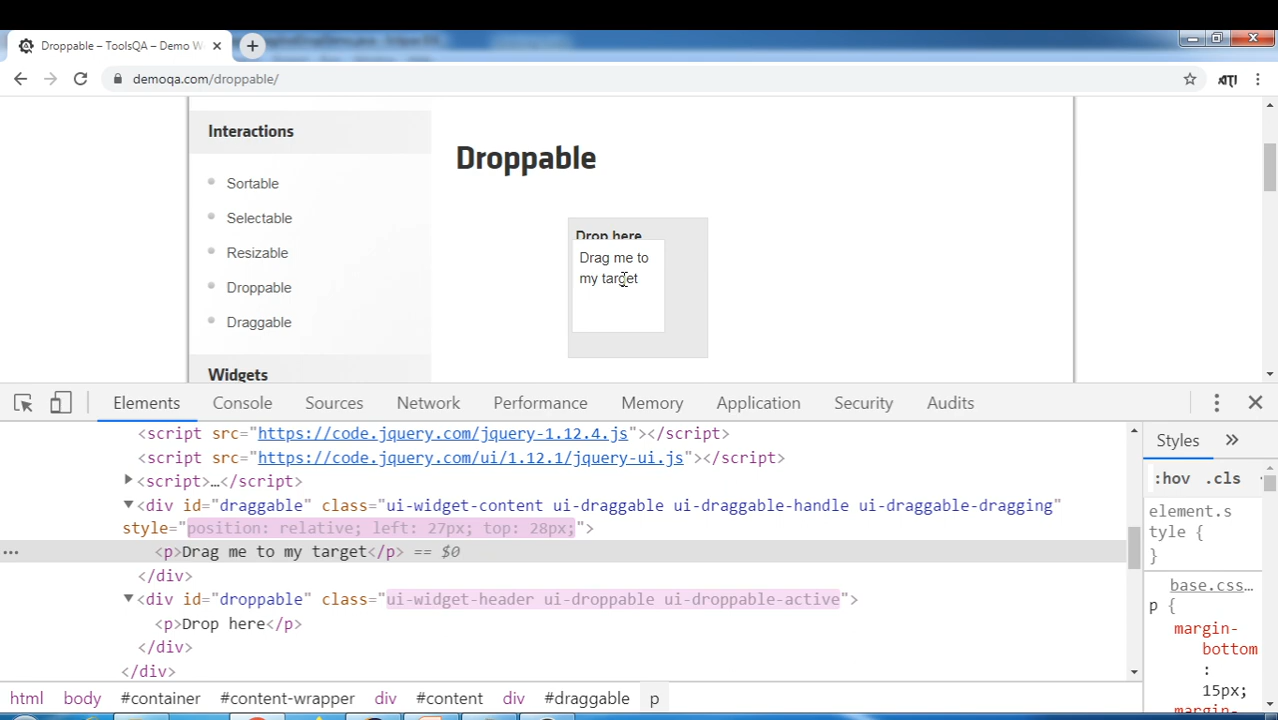 Droppable – ToolsQA – Demo W
demoqa.com/droppable/
Interactions
Sortable
Selectable
Resizable
Droppable
Draggable
Widgets
Droppable
Drop here
Drag me to
my target
Elements Console Sources Network Performance Memory Application Security Audits
<script src="https://code.jquery.com/jquery-1.12.4.js"></script>
<script src="https://code.jquery.com/ui/1.12.1/jquery-ui.js"></script>
<script>…</script>
<div id="draggable" class="ui-widget-content ui-draggable ui-draggable-handle ui-draggable-dragging"
style="position: relative; left: 27px; top: 28px;">
... <p>Drag me to my target</p> == $0
</div>
<div id="droppable" class="ui-widget-header ui-droppable ui-droppable-active">
<p>Drop here</p>
</div>
</div>
html body #container #content-wrapper div #content div #draggable p
Styles
:hov .cls
element.s
tyle {
}
base.css…
p {
margin-
bottom
:
15px;